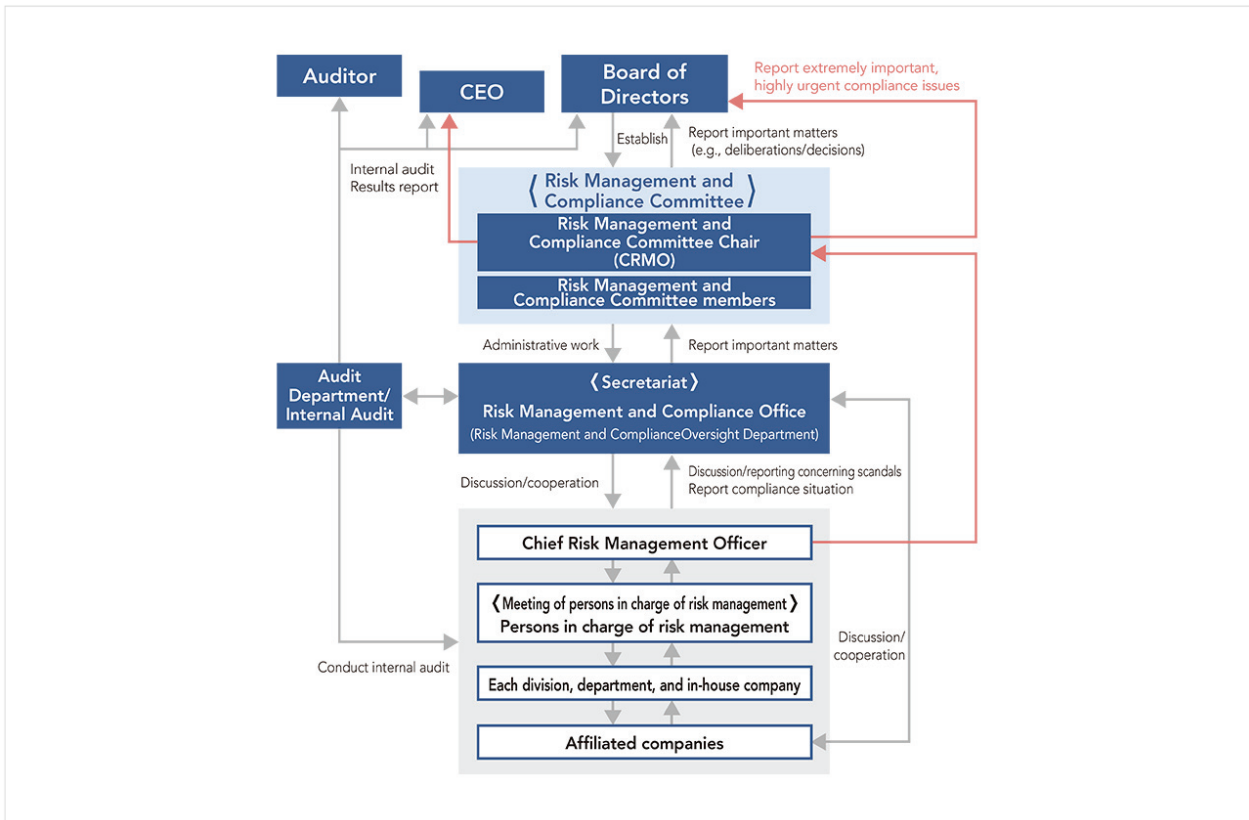 Auditor
CEO
Board of
Directors
Report extremely important,
highly urgent compliance issues
Establish
Report important matters
(e.g., deliberations/decisions)
Internal audit
Results report
⟨Risk Management and
Compliance Committee⟩
Risk Management and
Compliance Committee Chair
(CRMO)
Risk Management and
Compliance Committee members
Administrative work
Report important matters
Audit
Department/
Internal Audit
⟨Secretariat⟩
Risk Management and Compliance Office
(Risk Management and ComplianceOversight Department)
Discussion/cooperation
Discussion/reporting concerning scandals
Report compliance situation
Chief Risk Management Officer
⟨Meeting of persons in charge of risk management⟩
Persons in charge of risk management
Discussion/
cooperation
Conduct internal audit
Each division, department, and in-house company
Affiliated companies